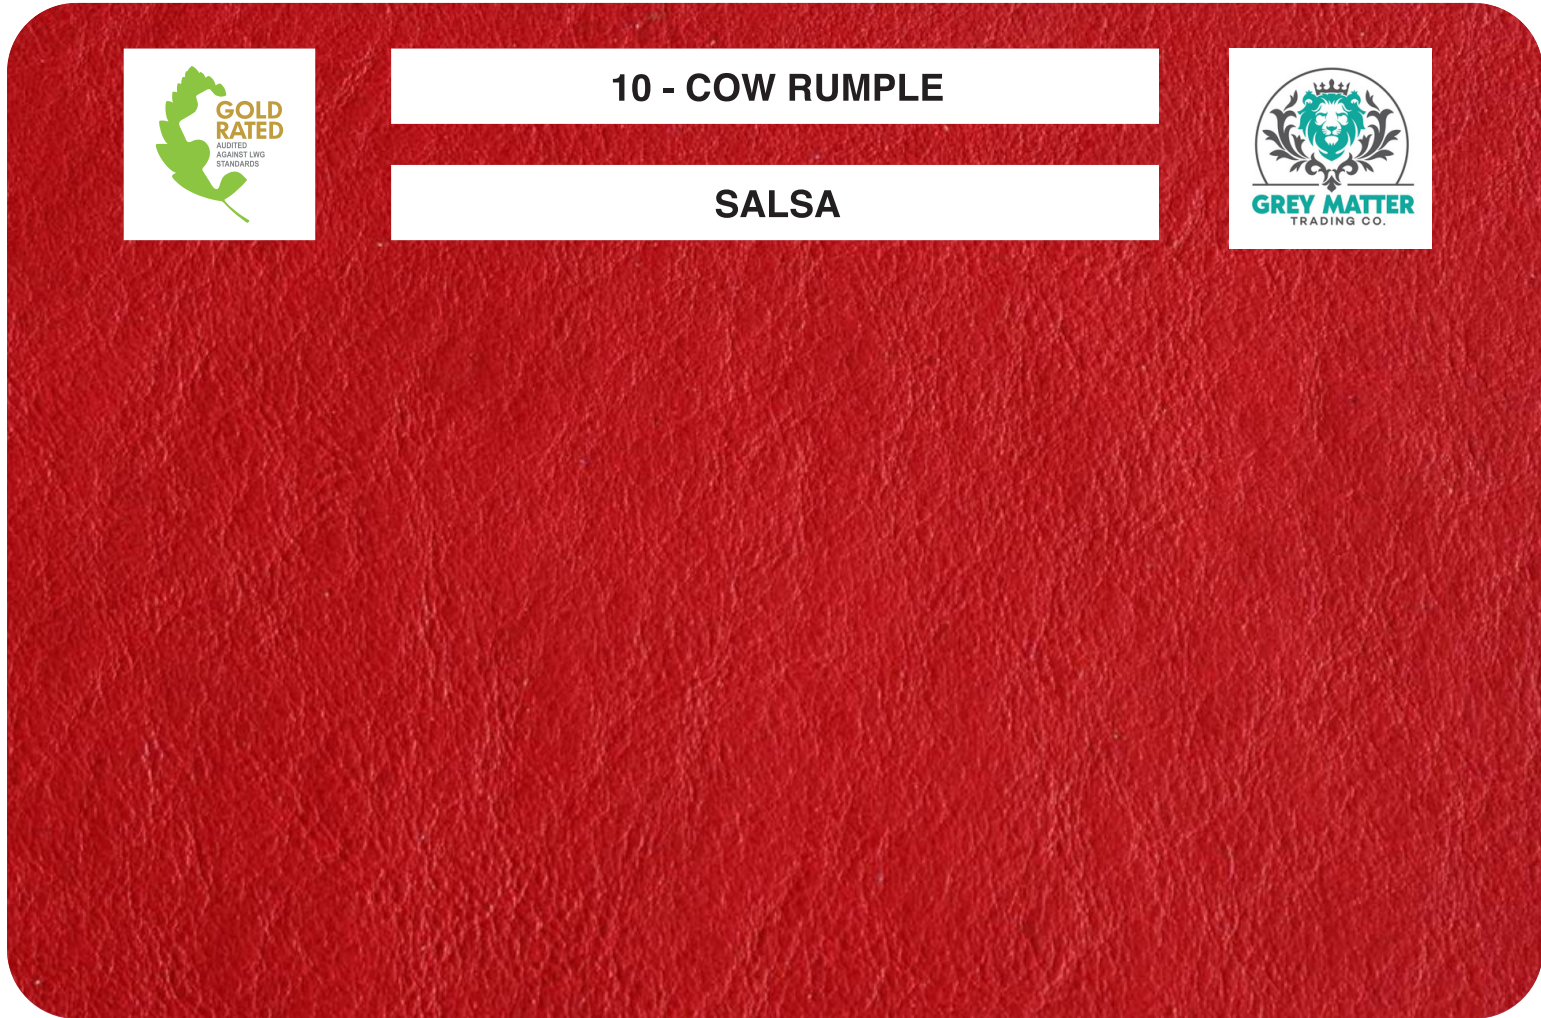 GOLD
RATED
AUDITED
AGAINST LWG
STANDARDS
10 - COW RUMPLE
SALSA
GREY MATTER
TRADING CO.